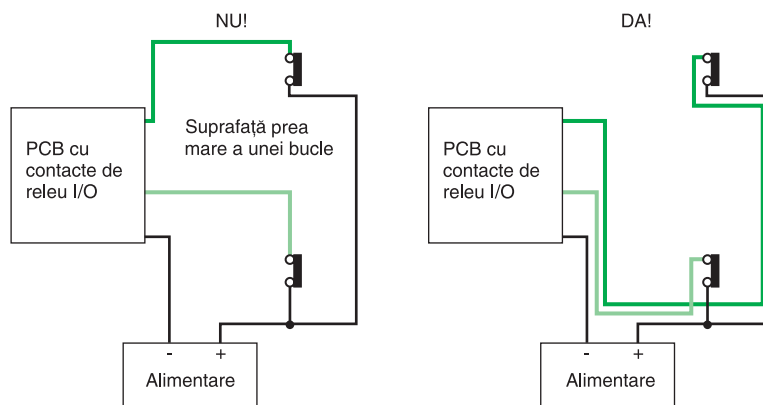 NU!
Suprafață prea
mare a unei bucle
PCB cu
contacte de
releu I/O
- +
Alimentare
DA!
PCB cu
contacte de
releu I/O
- +
Alimentare